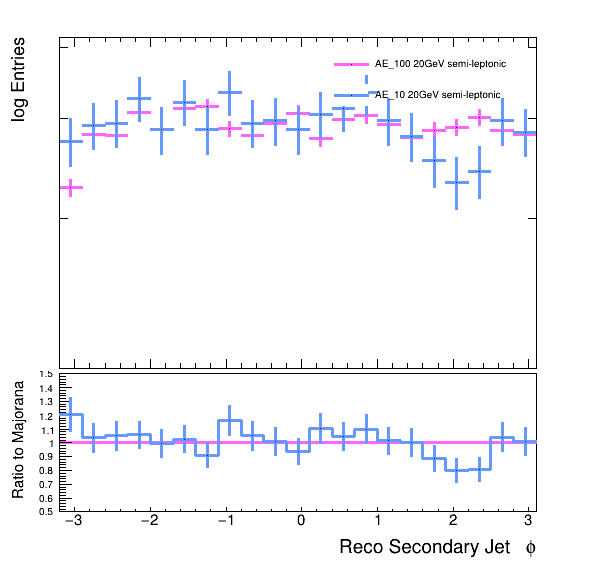 log Entries
AE_100 20GeV semi-leptonic
AE_10 20GeV semi-leptonic
Ratio to Majorana
1.5
1.4
1.3
1.2
1.1
1
0.9
0.8
0.7
0.6
0.5
−3 −2 −1 0 1 2 3
Reco Secondary Jet ϕ